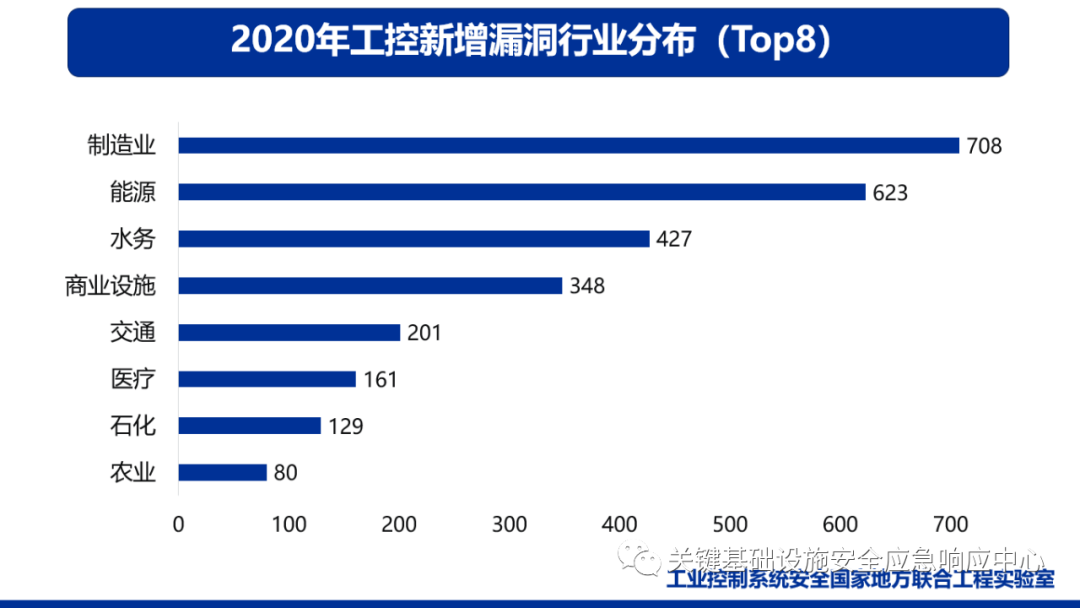 2020年工控新增漏洞行业分布（Top8）
制造业 708
能源 623
水务 427
商业设施 348
交通 201
医疗 161
石化 129
农业 80
0 100 200 300 400 500 600 700
关键基础设施安全应急响应中心
工业控制系统安全国家地方联合工程实验室